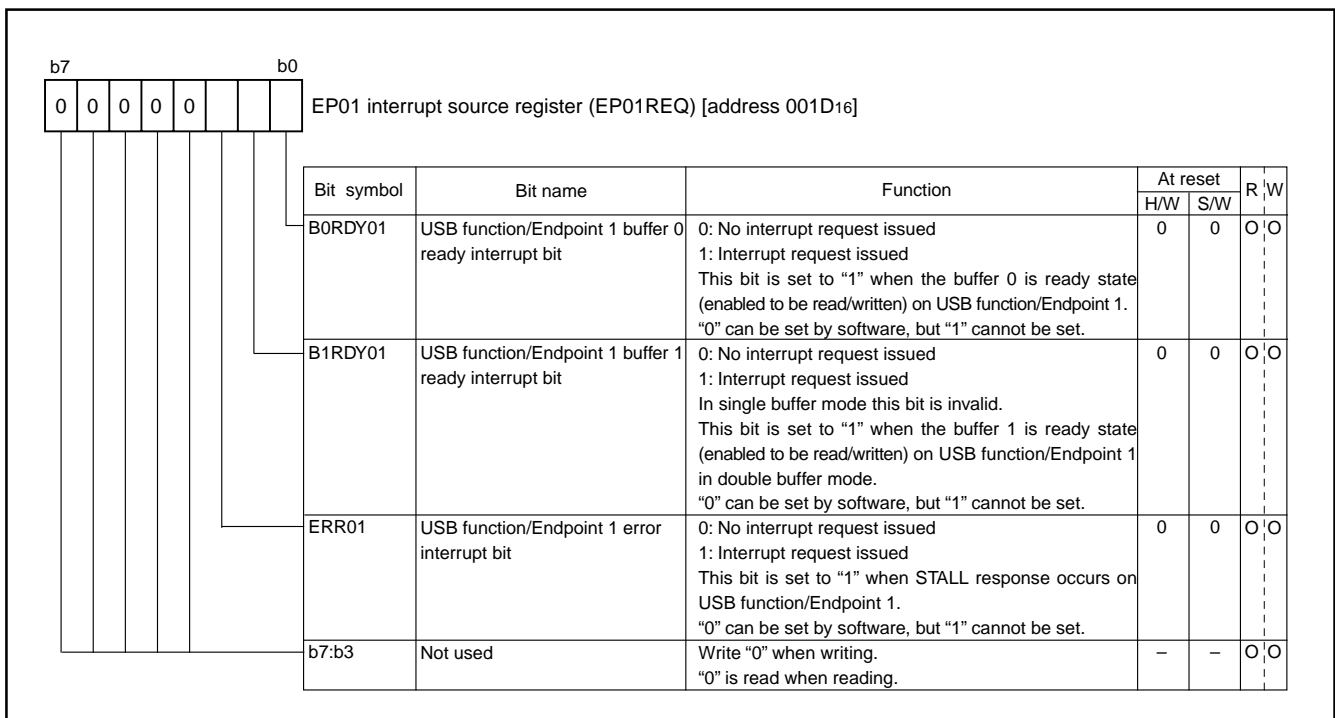 b7 b0
0 0 0 0 0 EP01 interrupt source register (EP01REQ) [address 001D16]
Bit symbol Bit name Function At reset R W
H/W S/W
B0RDY01 USB function/Endpoint 1 buffer 0 0: No interrupt request issued 0 0 O O
ready interrupt bit 1: Interrupt request issued
This bit is set to “1” when the buffer 0 is ready state
(enabled to be read/written) on USB function/Endpoint 1.
“0” can be set by software, but “1” cannot be set.
B1RDY01 USB function/Endpoint 1 buffer 1 0: No interrupt request issued 0 0 O O
ready interrupt bit 1: Interrupt request issued
In single buffer mode this bit is invalid.
This bit is set to “1” when the buffer 1 is ready state
(enabled to be read/written) on USB function/Endpoint 1
in double buffer mode.
“0” can be set by software, but “1” cannot be set.
ERR01 USB function/Endpoint 1 error 0: No interrupt request issued 0 0 O O
interrupt bit 1: Interrupt request issued
This bit is set to “1” when STALL response occurs on
USB function/Endpoint 1.
“0” can be set by software, but “1” cannot be set.
b7:b3 Not used Write “0” when writing. – – O O
“0” is read when reading.